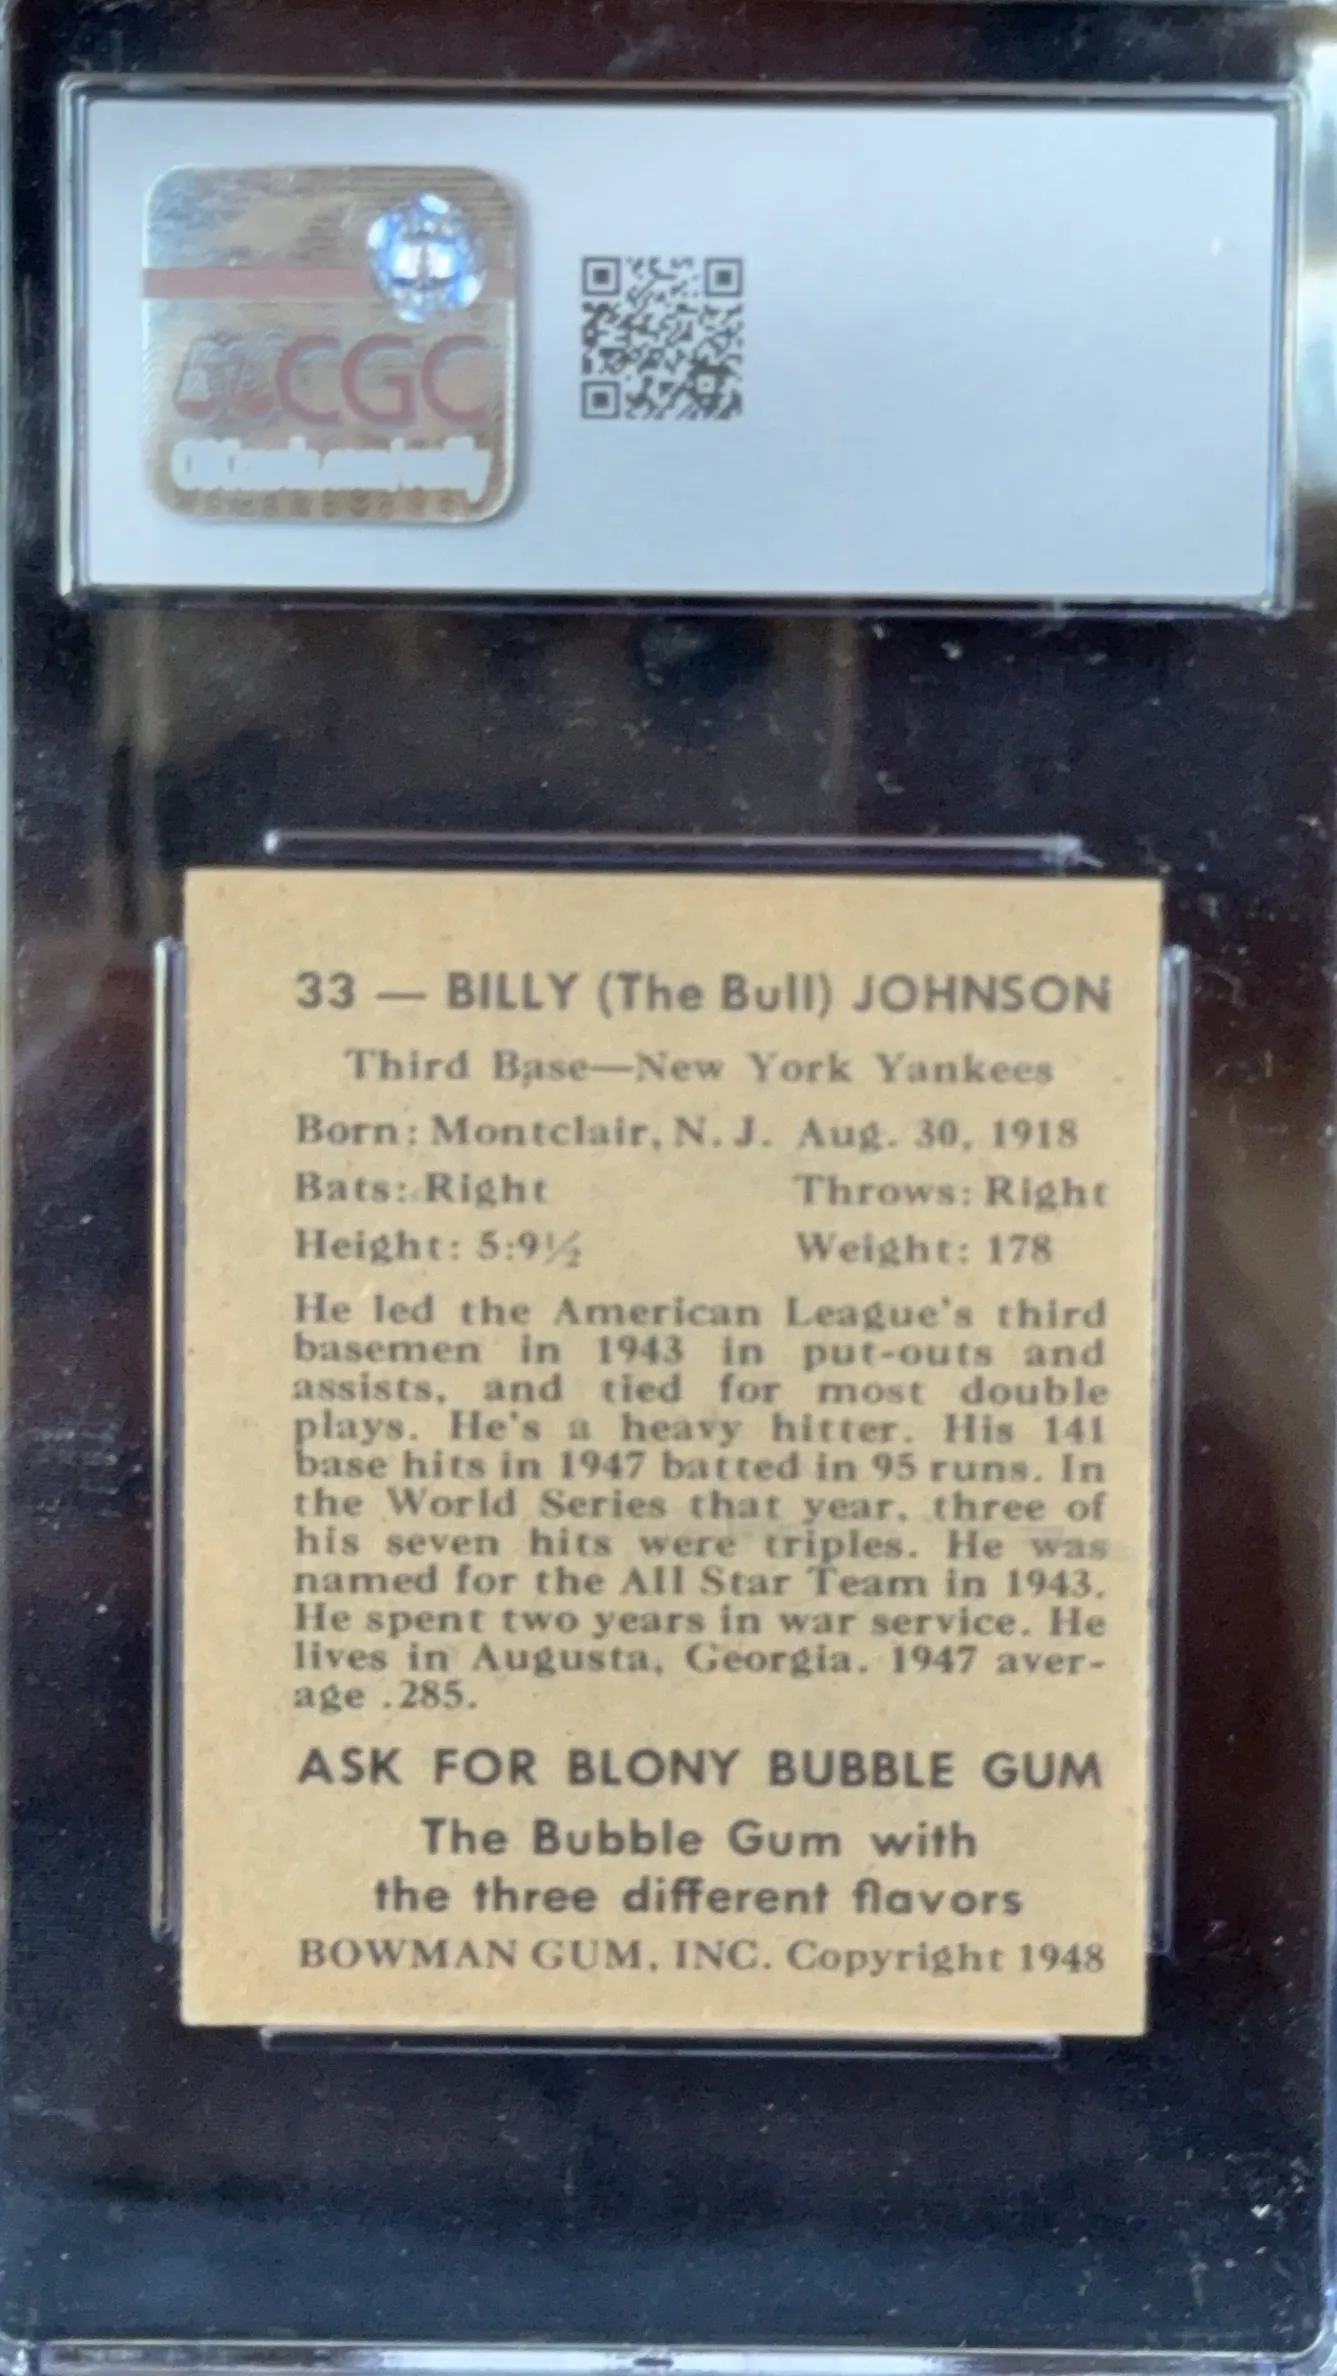 CGC
33 — BILLY (The Bull) JOHNSON
Third Base—New York Yankees
Born: Montclair, N. J. Aug. 30, 1918
Bats: Right Throws: Right
Height: 5:9½ Weight: 178
He led the American League's third
basemen in 1943 in put-outs and
assists, and tied for most double
plays. He's a heavy hitter. His 141
base hits in 1947 batted in 95 runs. In
the World Series that year, three of
his seven hits were triples. He was
named for the All Star Team in 1943.
He spent two years in war service. He
lives in Augusta, Georgia. 1947 aver-
age .285.
ASK FOR BLONY BUBBLE GUM
The Bubble Gum with
the three different flavors
BOWMAN GUM, INC. Copyright 1948